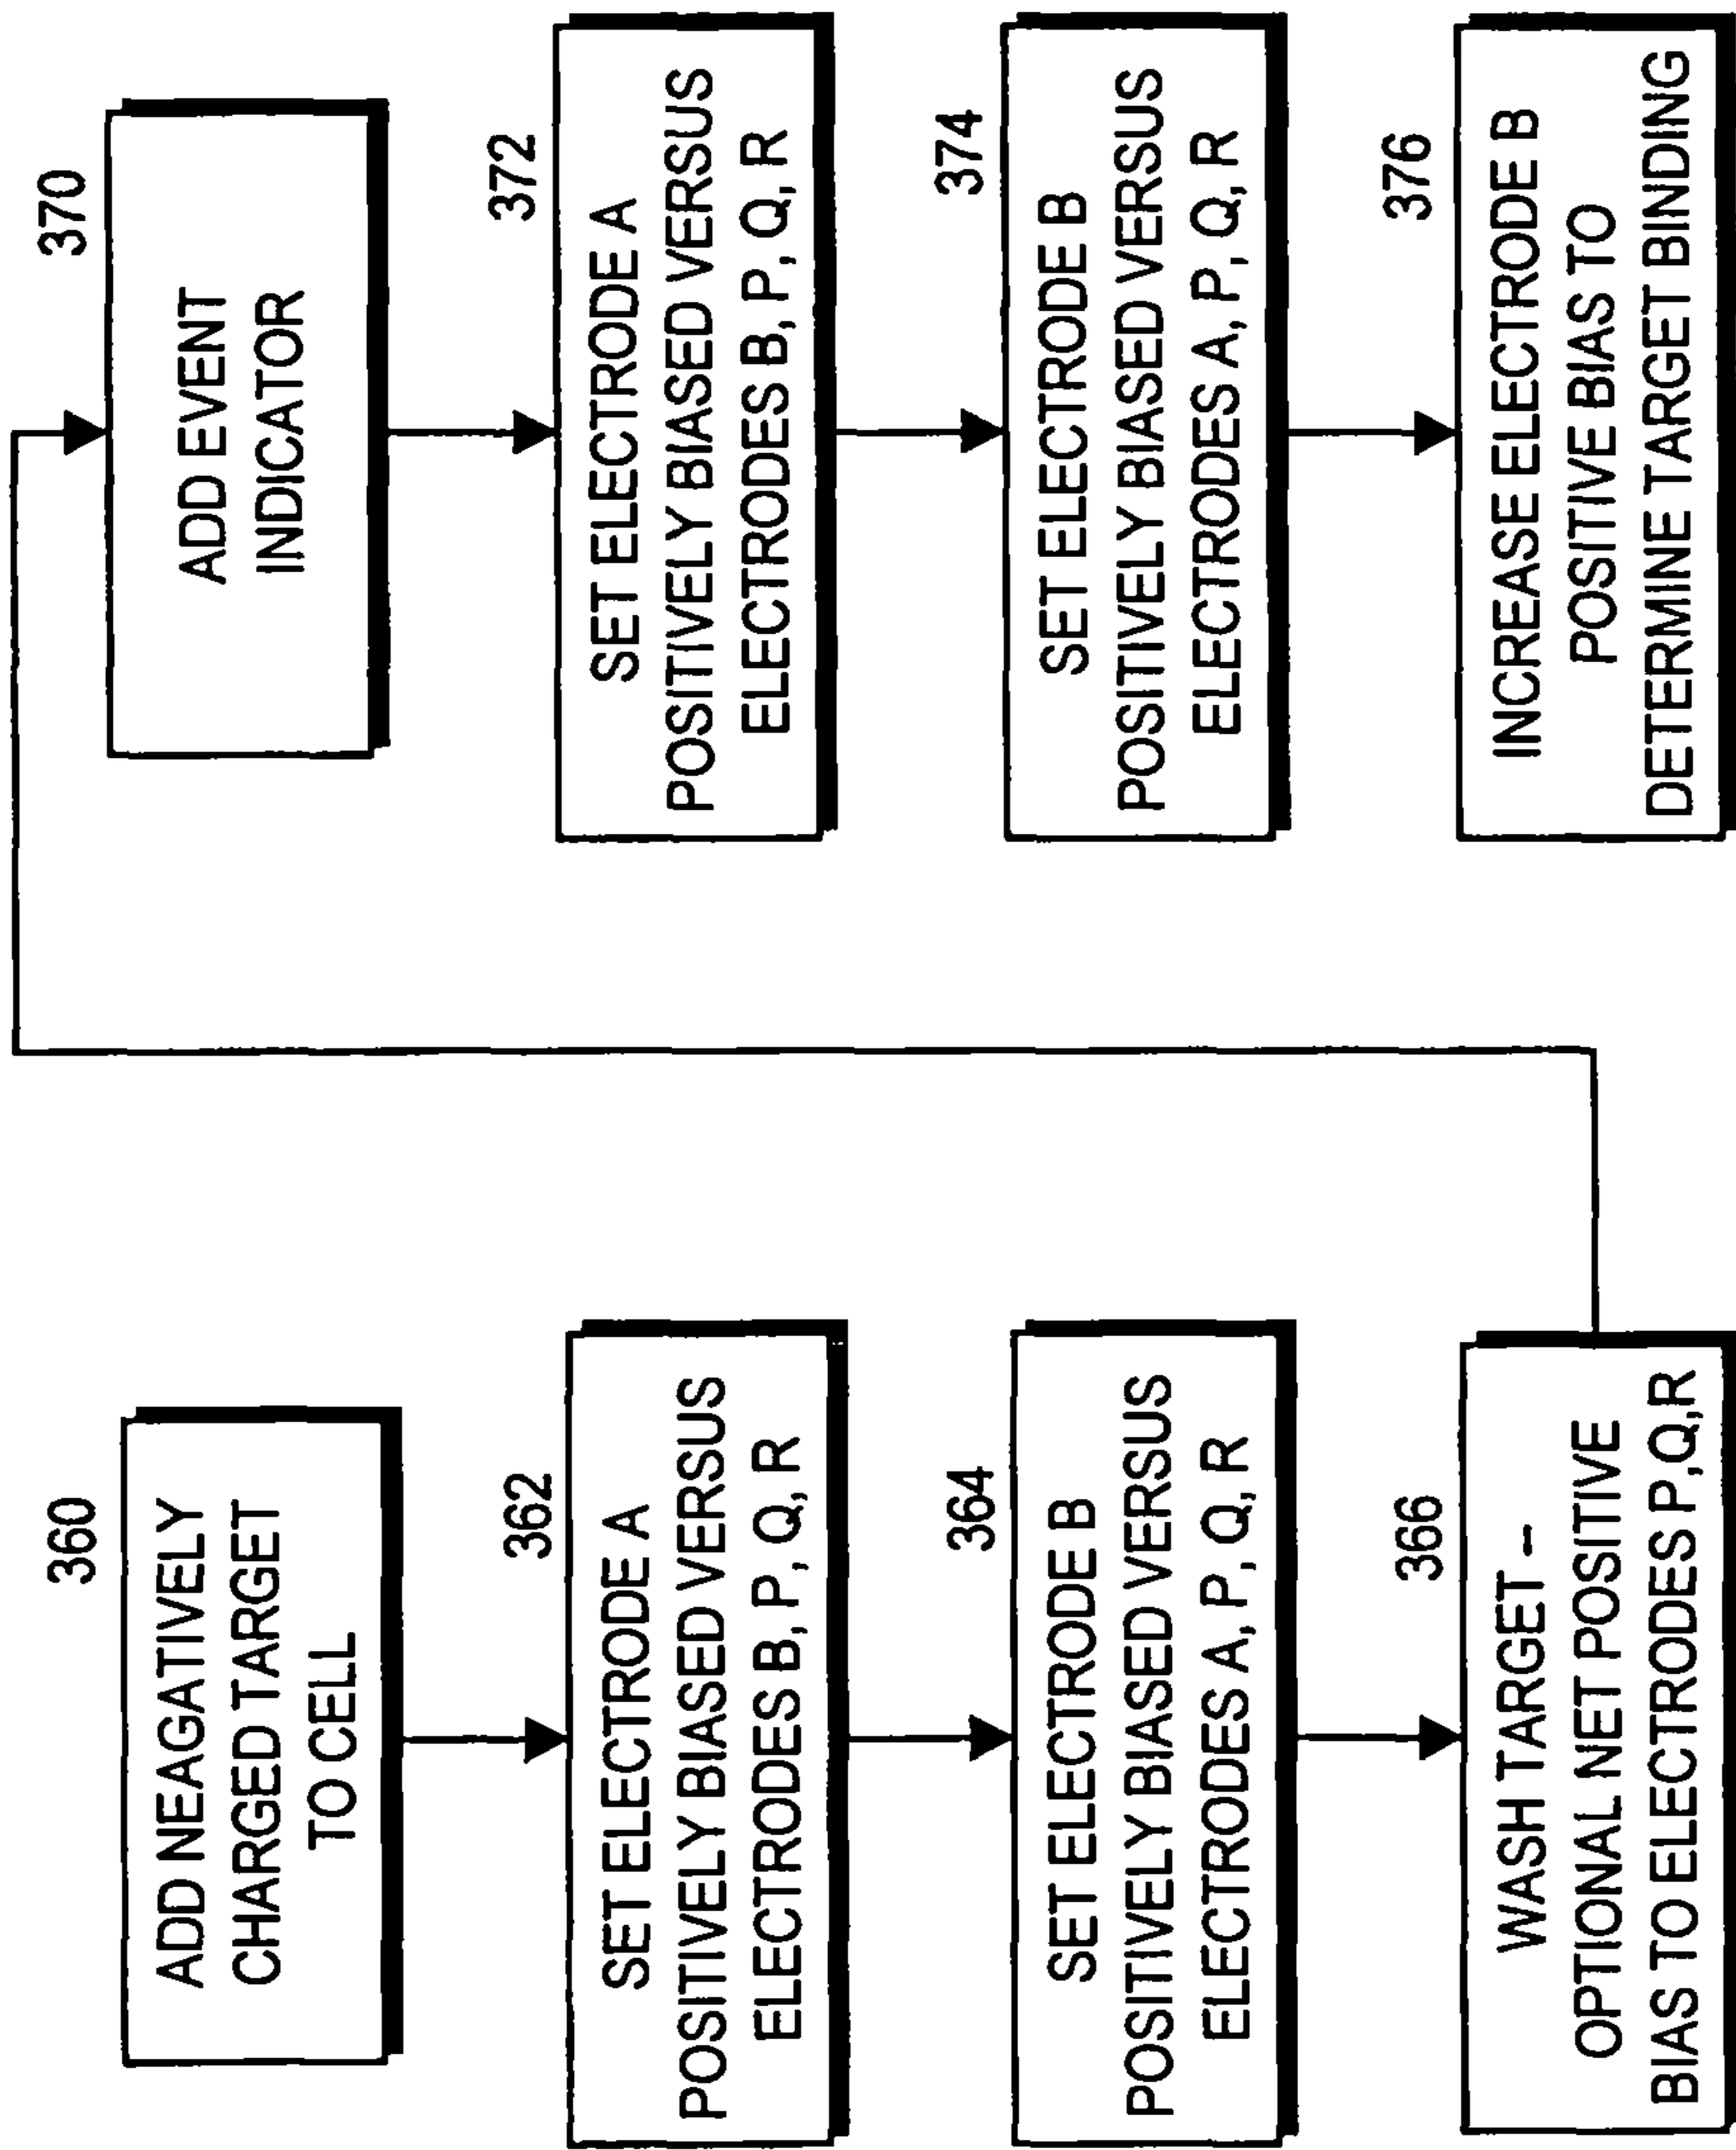 360
ADD NEAGATIVELY
CHARGED TARGET
TO CELL
362
SET ELECTRODE A
POSITIVELY BIASED VERSUS
ELECTRODES B, P, Q, R
364
SET ELECTRODE B
POSITIVELY BIASED VERSUS
ELECTRODES A, P, Q, R
366
WASH TARGET –
OPTIONAL NET POSITIVE
BIAS TO ELECTRODES P,Q,R
370
ADD EVENT
INDICATOR
372
SET ELECTRODE A
POSITIVELY BIASED VERSUS
ELECTRODES B, P, Q, R
374
SET ELECTRODE B
POSITIVELY BIASED VERSUS
ELECTRODES A, P, Q, R
376
INCREASE ELECTRODE B
POSITIVE BIAS TO
DETERMINE TARGET BINDING